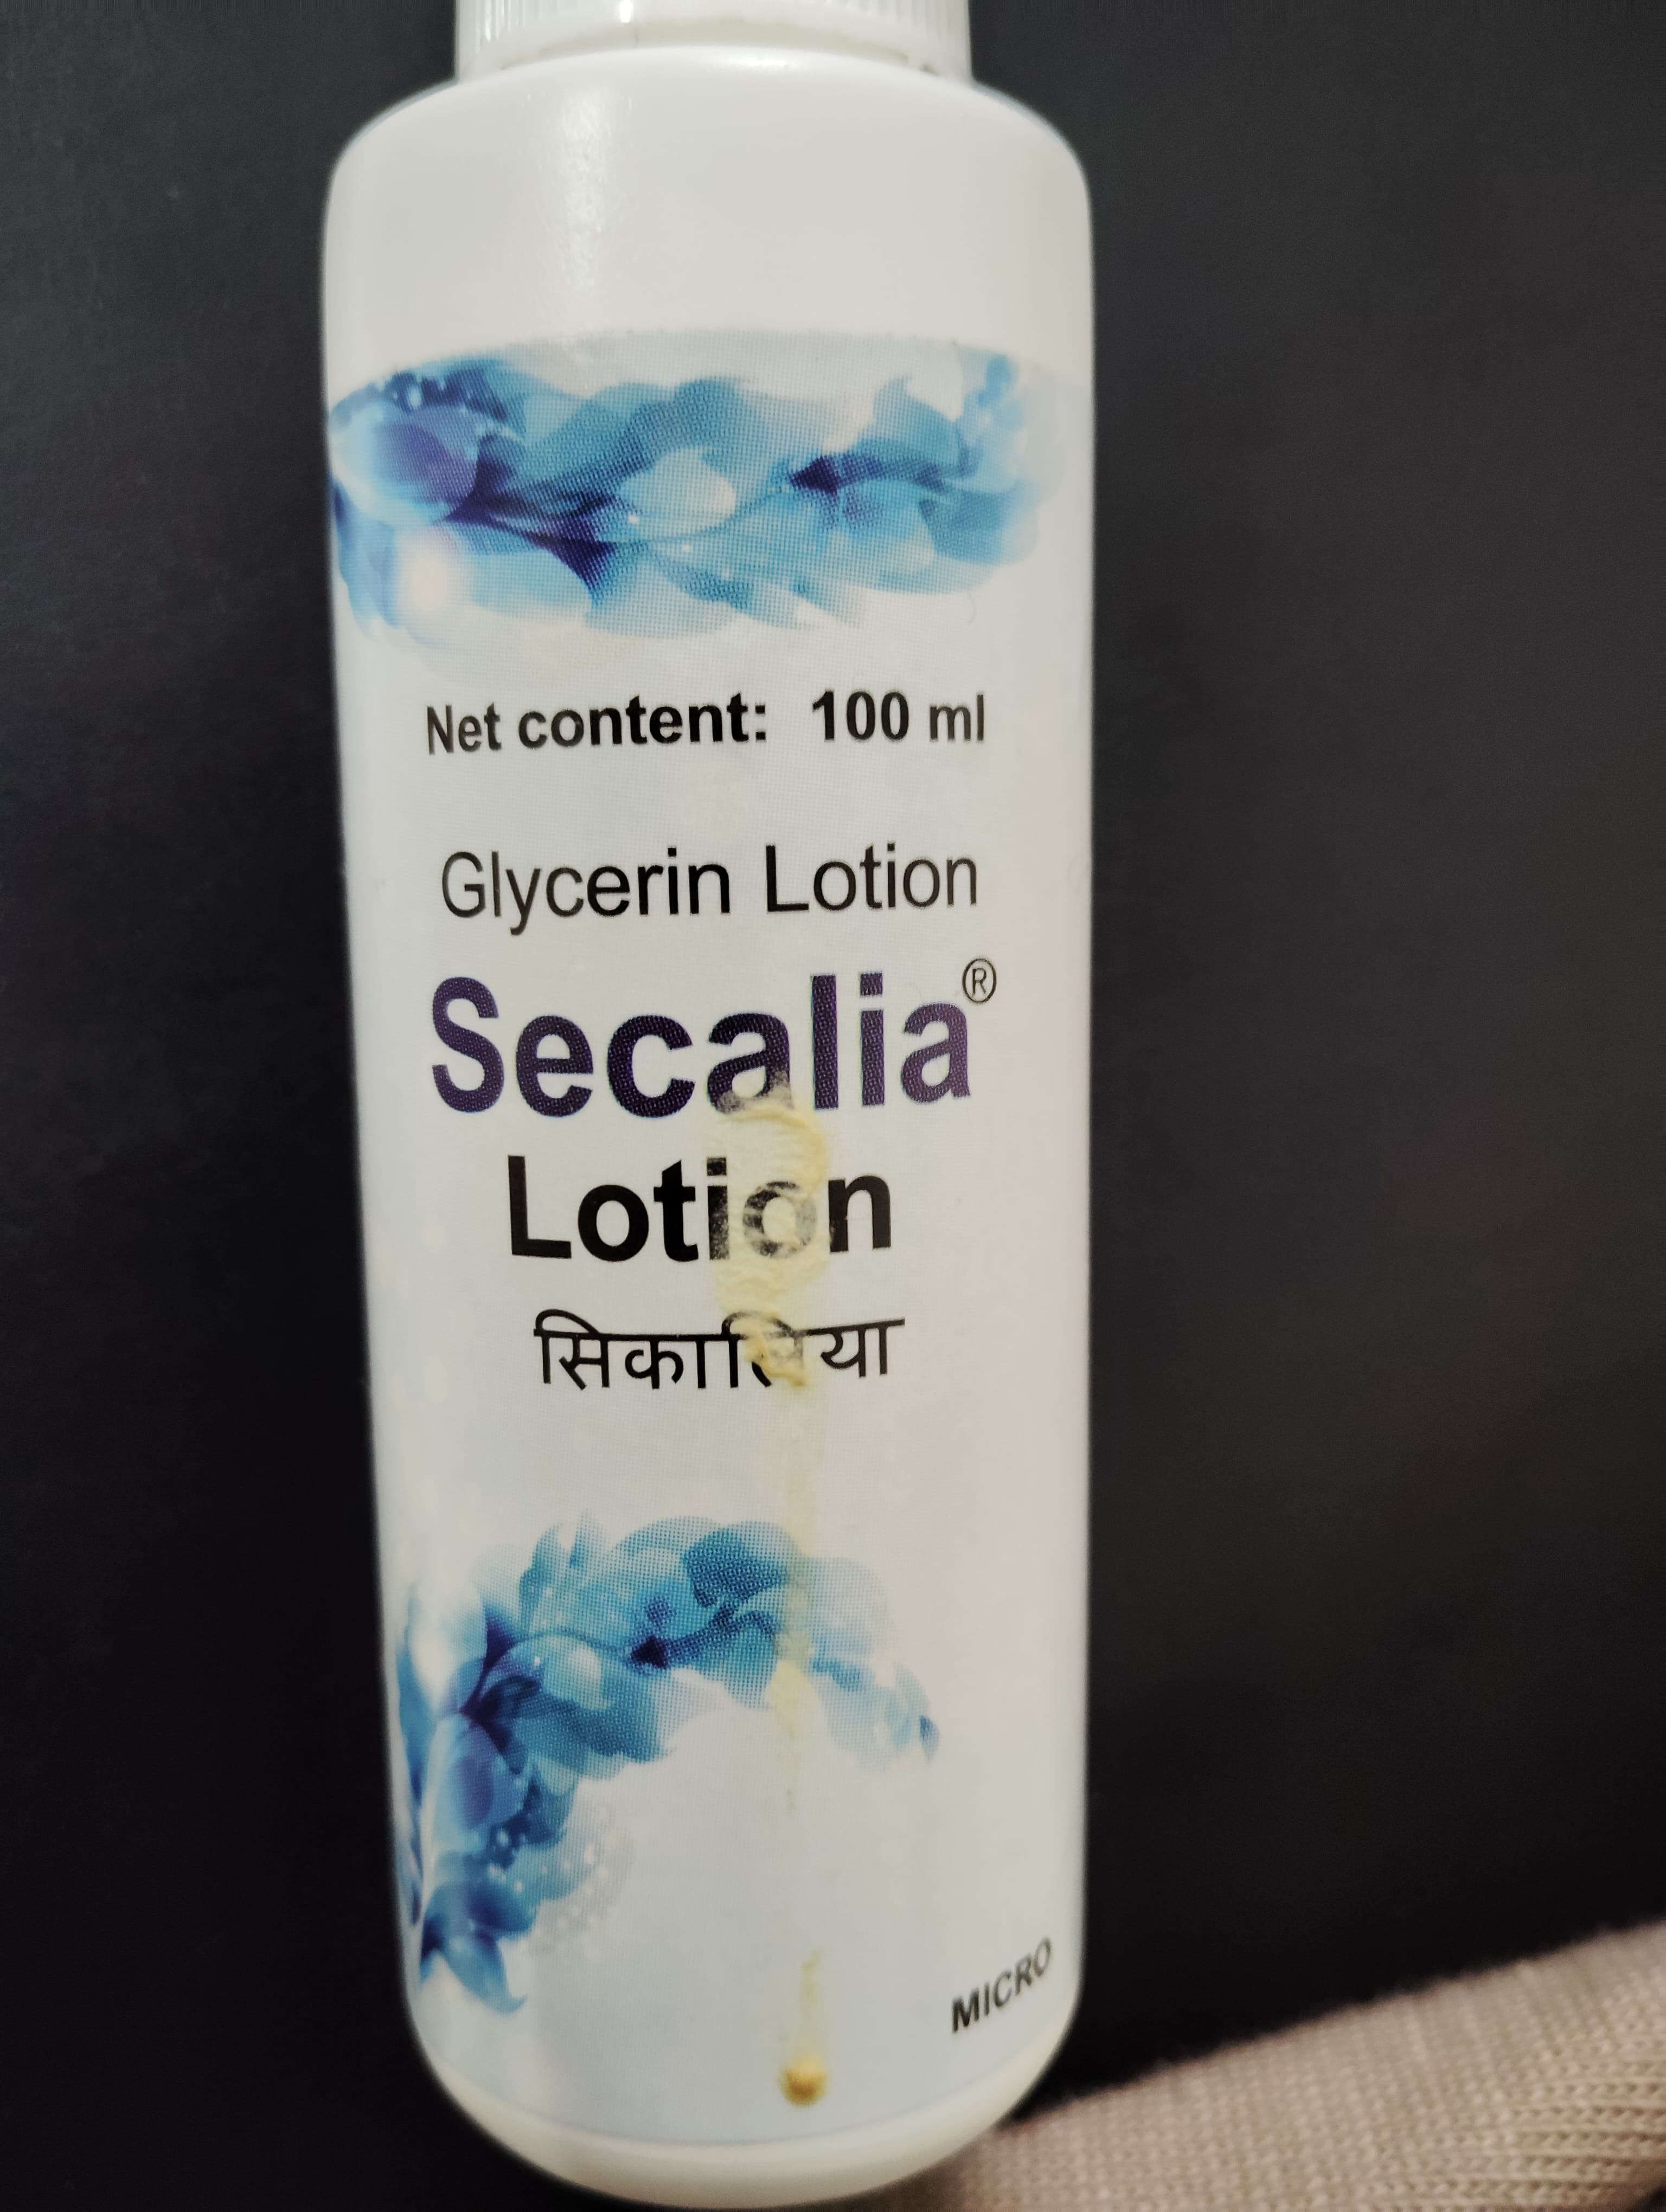 Net content: 100 ml
Glycerin Lotion
Secalia®
Lotion
सिकालिया
MICRO